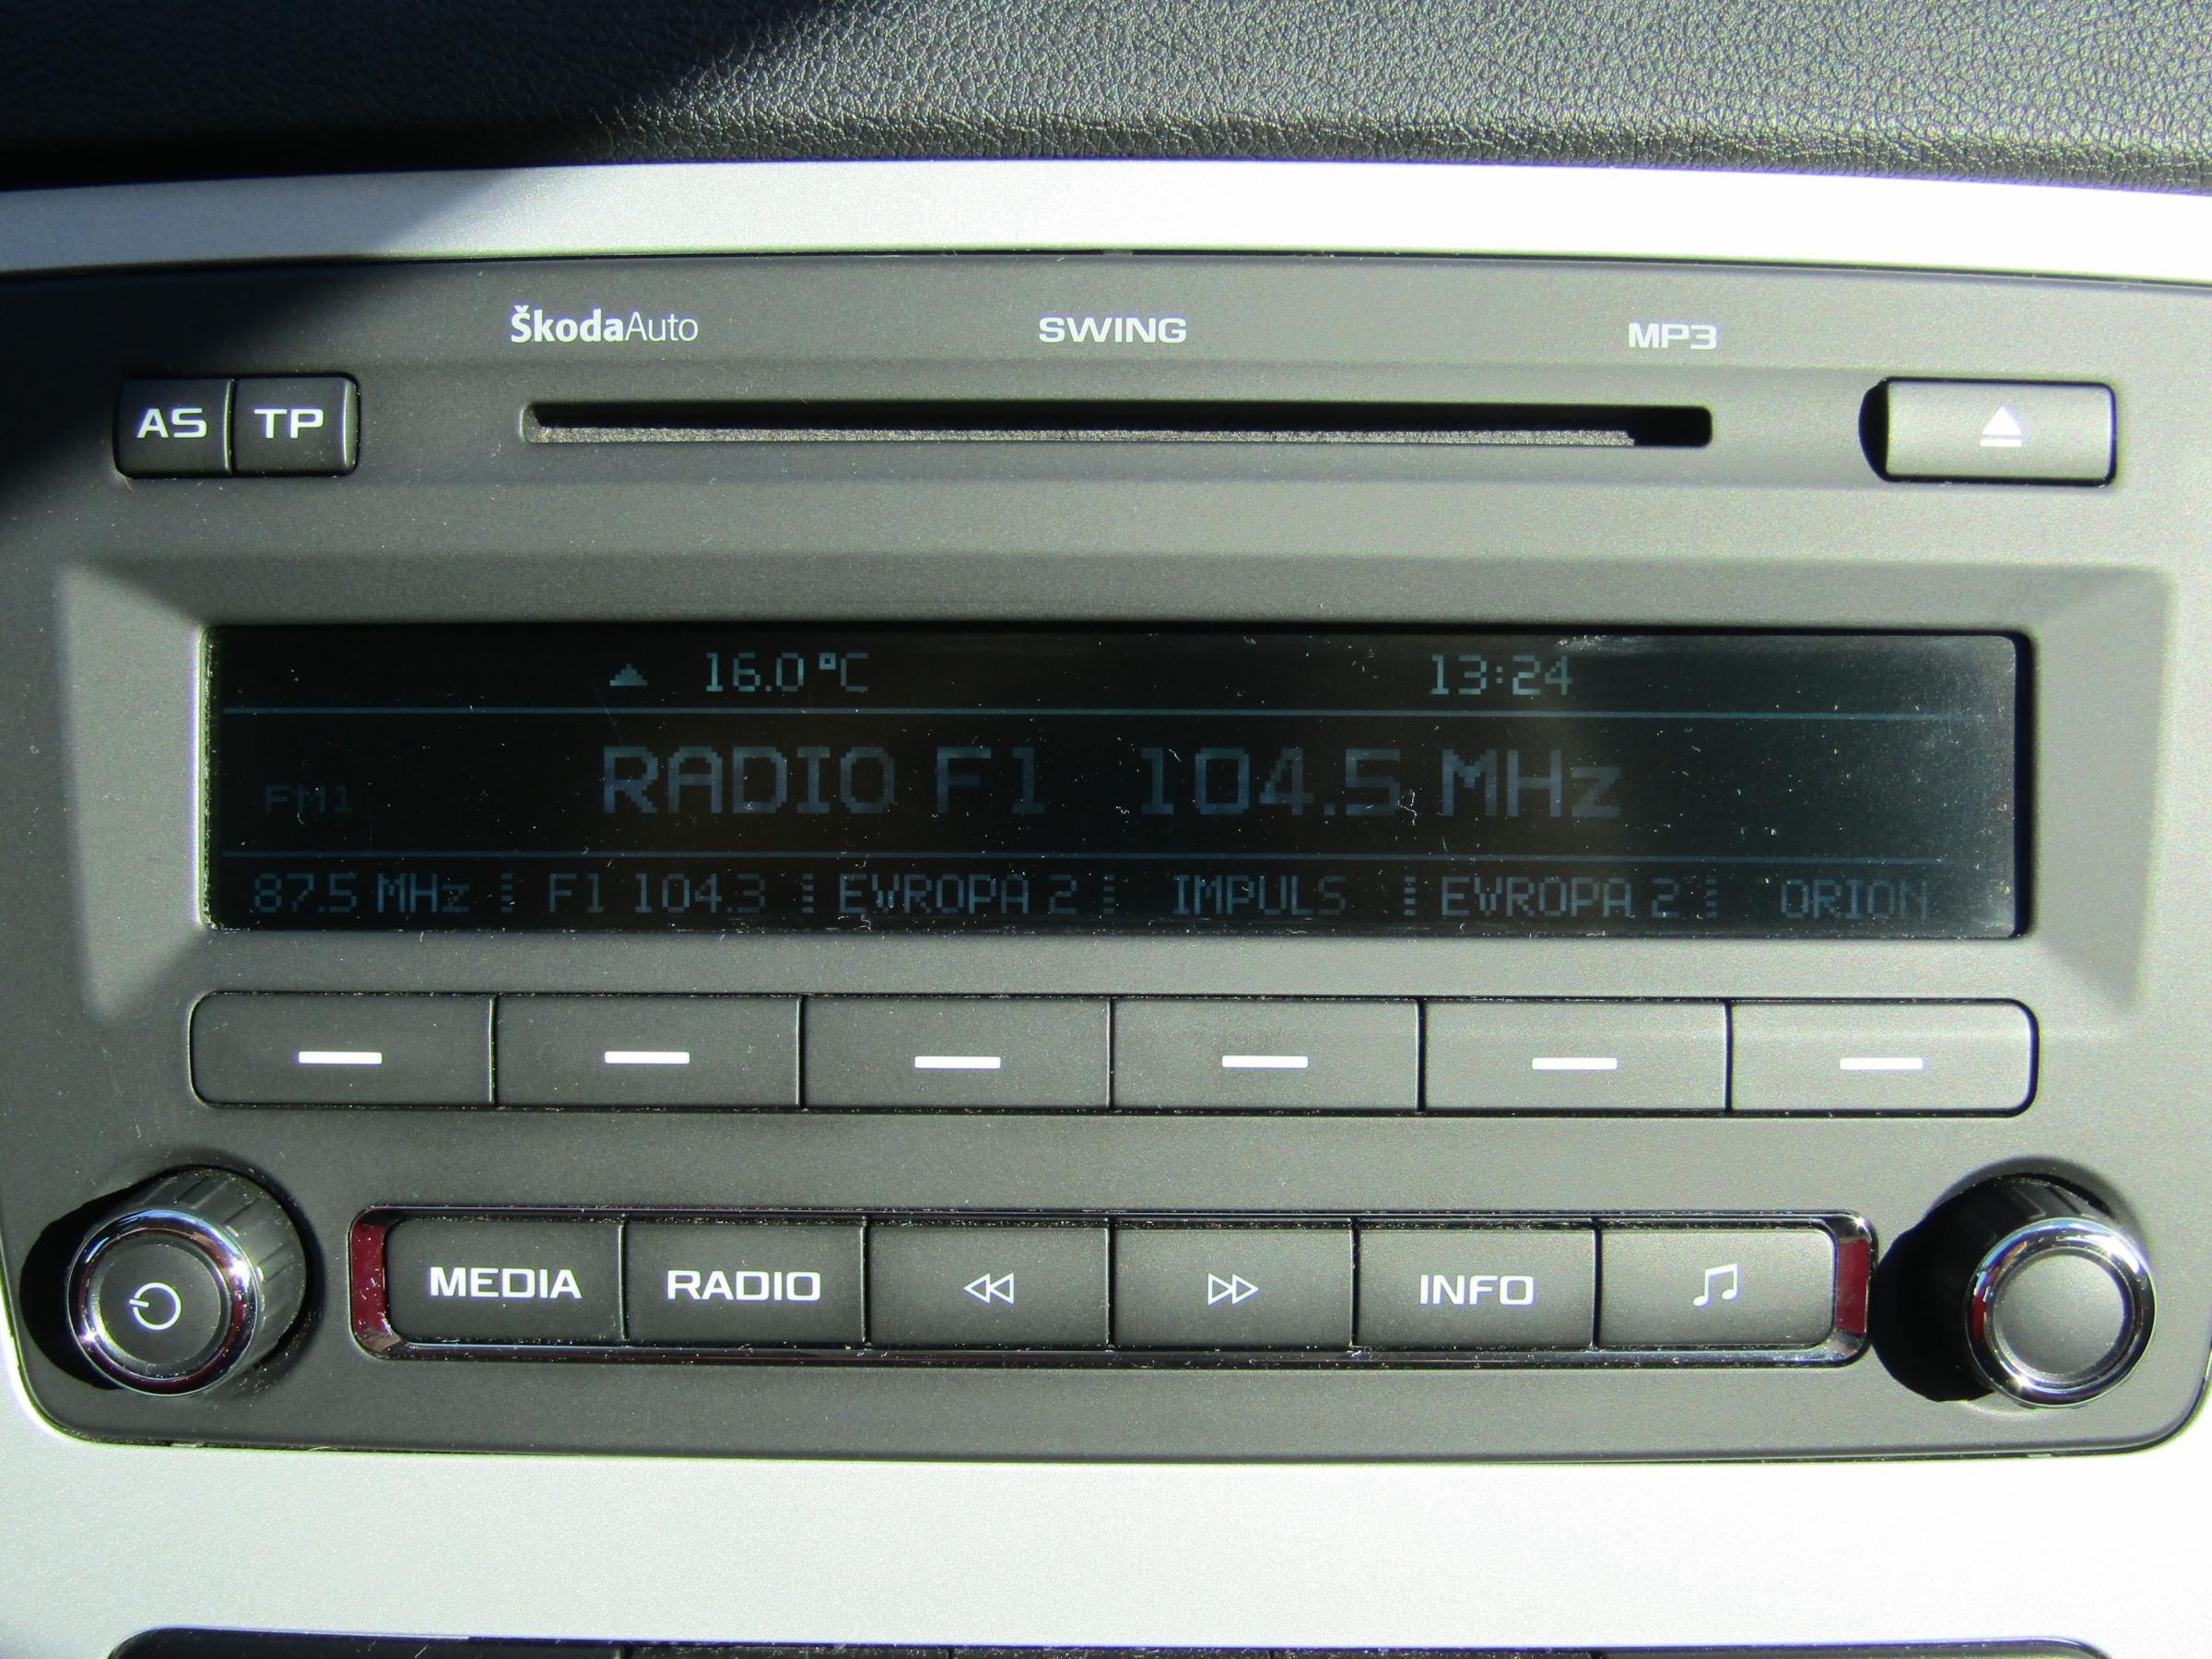 ŠkodaAuto SWING MP3
AS TP
16.0 °C 13:24
FM1 RADIO F1 104.5 MHz
87.5 MHz F1 104.3 EVROPA 2 IMPULS EVROPA 2 ORION
MEDIA RADIO INFO